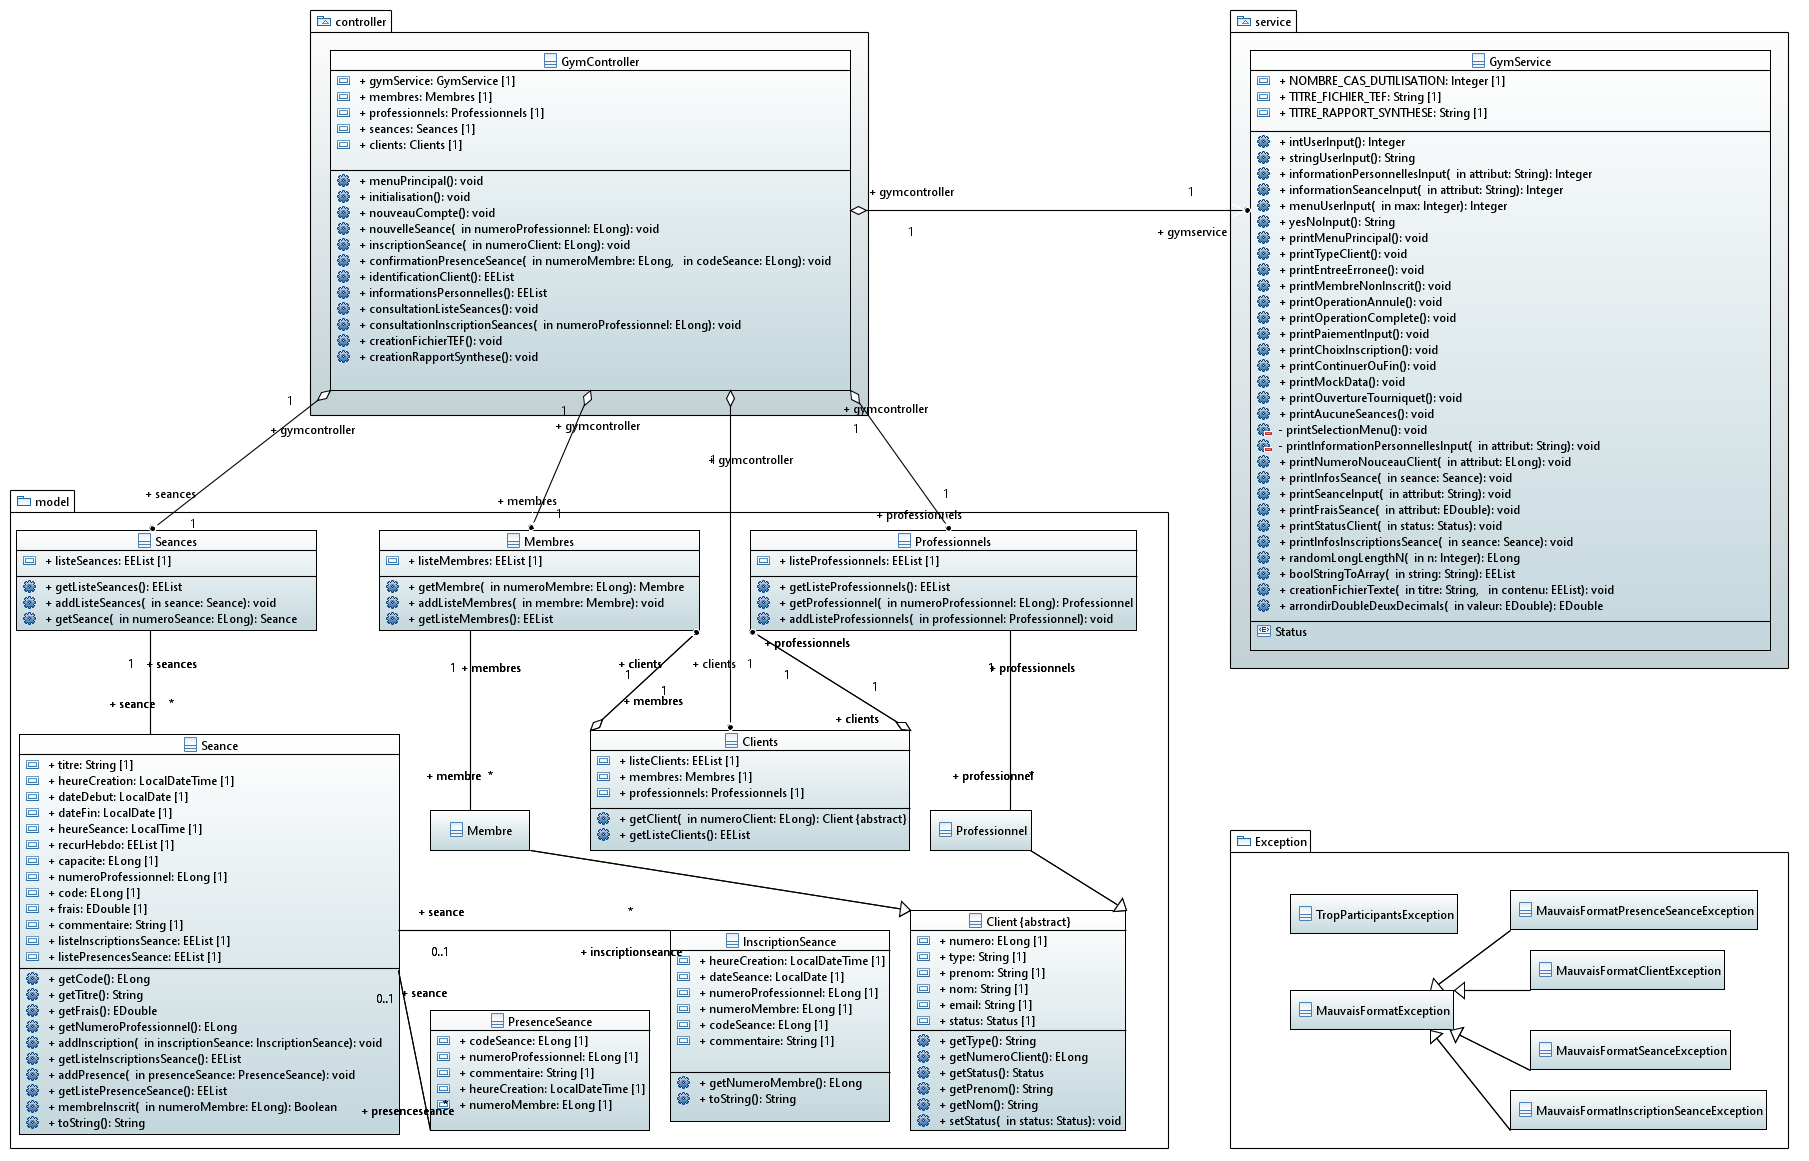 controller
GymController
+ gymService: GymService [1]
+ membres: Membres [1]
+ professionnels: Professionnels [1]
+ seances: Seances [1]
+ clients: Clients [1]
+ menuPrincipal(): void
+ initialisation(): void
+ nouveauCompte(): void
+ nouvelleSeance( in numeroProfessionnel: ELong): void
+ inscriptionSeance( in numeroClient: ELong): void
+ confirmationPresenceSeance( in numeroMembre: ELong, in codeSeance: ELong): void
+ identificationClient(): EEList
+ informationsPersonnelles(): EEList
+ consultationListeSeances(): void
+ consultationInscriptionSeances( in numeroProfessionnel: ELong): void
+ creationFichierTEF(): void
+ creationRapportSynthese(): void
+ gymcontroller
1
1
+ gymservice
service
GymService
+ NOMBRE_CAS_DUTILISATION: Integer [1]
+ TITRE_FICHIER_TEF: String [1]
+ TITRE_RAPPORT_SYNTHESE: String [1]
+ intUserInput(): Integer
+ stringUserInput(): String
+ informationPersonnellesInput( in attribut: String): Integer
+ informationSeanceInput( in attribut: String): Integer
+ menuUserInput( in max: Integer): Integer
+ yesNoInput(): String
+ printMenuPrincipal(): void
+ printTypeClient(): void
+ printEntreeErronee(): void
+ printMembreNonInscrit(): void
+ printOperationAnnule(): void
+ printOperationComplete(): void
+ printPaiementInput(): void
+ printChoixInscription(): void
+ printContinuerOuFin(): void
+ printMockData(): void
+ printOuvertureTourniquet(): void
+ printAucuneSeances(): void
- printSelectionMenu(): void
- printInformationPersonnellesInput( in attribut: String): void
+ printNumeroNouceauClient( in attribut: ELong): void
+ printInfosSeance( in seance: Seance): void
+ printSeanceInput( in attribut: String): void
+ printFraisSeance( in attribut: EDouble): void
+ printStatusClient( in status: Status): void
+ printInfosInscriptionsSeance( in seance: Seance): void
+ randomLongLengthN( in n: Integer): ELong
+ boolStringToArray( in string: String): EEList
+ creationFichierTexte( in titre: String, in contenu: EEList): void
+ arrondirDoubleDeuxDecimals( in valeur: EDouble): EDouble
Status
1
+ gymcontroller
+ seances
1
1
+ gymcontroller
+ membres
1
1
+ gymcontroller
+ gymcontroller
1
1
+ professionnels
model
Seances
+ listeSeances: EEList [1]
+ getListeSeances(): EEList
+ addListeSeances( in seance: Seance): void
+ getSeance( in numeroSeance: ELong): Seance
Membres
+ listeMembres: EEList [1]
+ getMembre( in numeroMembre: ELong): Membre
+ addListeMembres( in membre: Membre): void
+ getListeMembres(): EEList
Professionnels
+ listeProfessionnels: EEList [1]
+ getListeProfessionnels(): EEList
+ getProfessionnel( in numeroProfessionnel: ELong): Professionnel
+ addListeProfessionnels( in professionnel: Professionnel): void
1
+ seances
+ seance
*
1
+ membres
+ membre
*
+ clients
1
1
+ membres
+ clients
1
+ professionnels
1
1
+ clients
1
+ professionnels
+ professionnel
*
Seance
+ titre: String [1]
+ heureCreation: LocalDateTime [1]
+ dateDebut: LocalDate [1]
+ dateFin: LocalDate [1]
+ heureSeance: LocalTime [1]
+ recurHebdo: EEList [1]
+ capacite: ELong [1]
+ numeroProfessionnel: ELong [1]
+ code: ELong [1]
+ frais: EDouble [1]
+ commentaire: String [1]
+ listeInscriptionsSeance: EEList [1]
+ listePresencesSeance: EEList [1]
+ getCode(): ELong
+ getTitre(): String
+ getFrais(): EDouble
+ getNumeroProfessionnel(): ELong
+ addInscription( in inscriptionSeance: InscriptionSeance): void
+ getListeInscriptionsSeance(): EEList
+ addPresence( in presenceSeance: PresenceSeance): void
+ getListePresenceSeance(): EEList
+ membreInscrit( in numeroMembre: ELong): Boolean
+ toString(): String
Clients
+ listeClients: EEList [1]
+ membres: Membres [1]
+ professionnels: Professionnels [1]
+ getClient( in numeroClient: ELong): Client {abstract}
+ getListeClients(): EEList
Membre
Professionnel
+ seance
*
0..1
+ inscriptionseance
+ seance
0..1
+ presenceseance
*
PresenceSeance
+ codeSeance: ELong [1]
+ numeroProfessionnel: ELong [1]
+ commentaire: String [1]
+ heureCreation: LocalDateTime [1]
+ numeroMembre: ELong [1]
InscriptionSeance
+ heureCreation: LocalDateTime [1]
+ dateSeance: LocalDate [1]
+ numeroProfessionnel: ELong [1]
+ numeroMembre: ELong [1]
+ codeSeance: ELong [1]
+ commentaire: String [1]
+ getNumeroMembre(): ELong
+ toString(): String
Client {abstract}
+ numero: ELong [1]
+ type: String [1]
+ prenom: String [1]
+ nom: String [1]
+ email: String [1]
+ status: Status [1]
+ getType(): String
+ getNumeroClient(): ELong
+ getStatus(): Status
+ getPrenom(): String
+ getNom(): String
+ setStatus( in status: Status): void
Exception
TropParticipantsException
MauvaisFormatPresenceSeanceException
MauvaisFormatClientException
MauvaisFormatException
MauvaisFormatSeanceException
MauvaisFormatInscriptionSeanceException